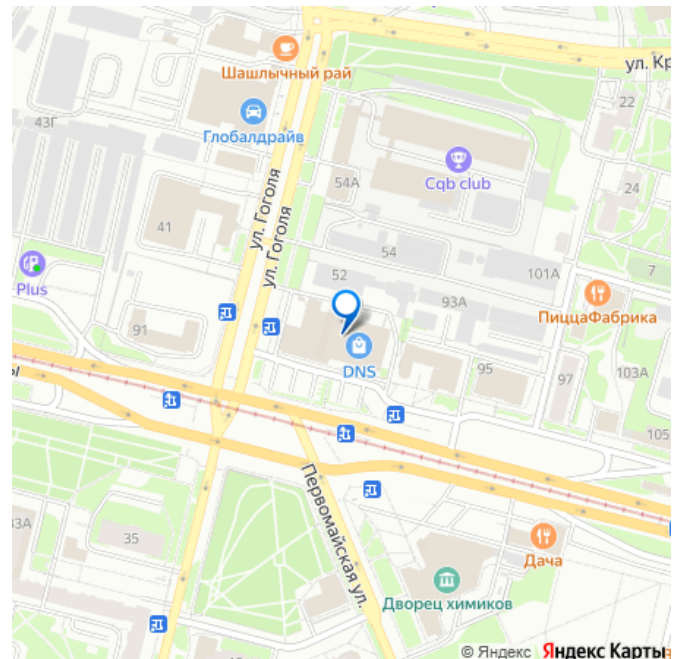 Шашлычный рай
ул. Кр
22
43Г
Глобалдрайв
Cqb club
54А
24
ул. Гоголя
ул. Гоголя
41
54
52
101А
7
Plus
93А
ПиццаФабрика
91
DNS
95
97
103А
ы
105
Первомайская ул.
33А
35
Дача
Дворец химиков
© Яндекс Яндекс Карты